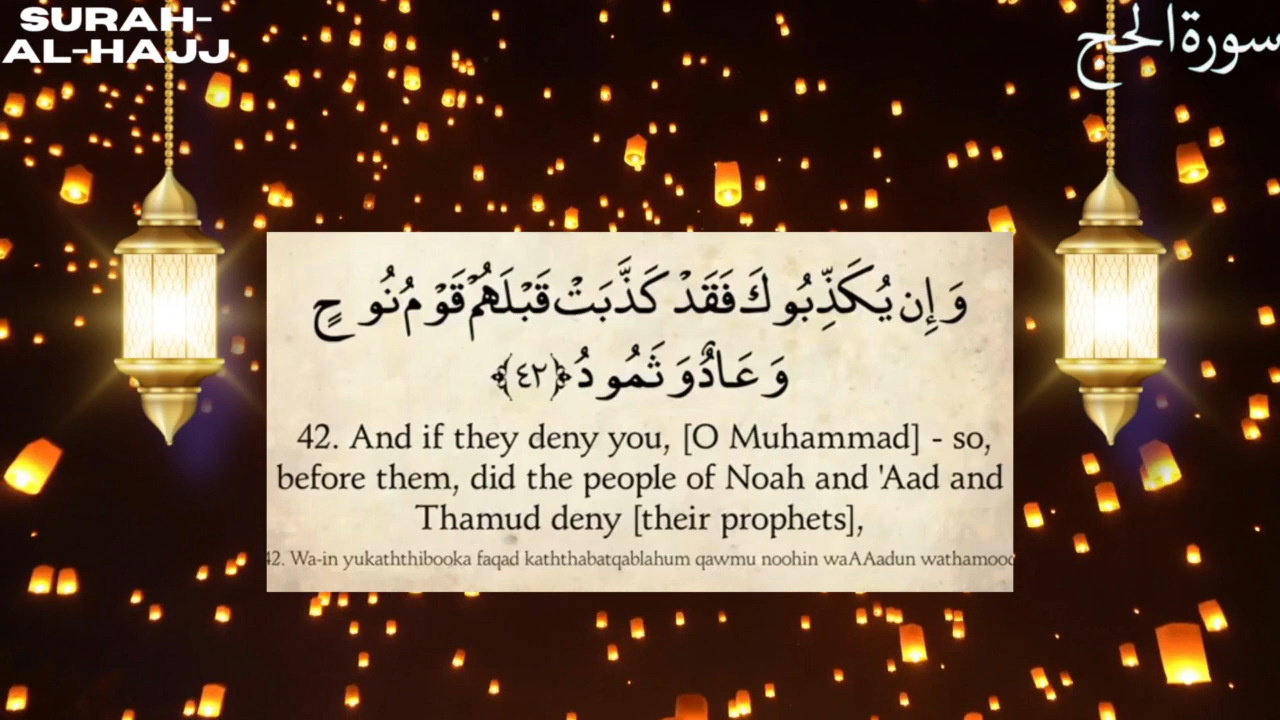 SURAH-
AL-HAJJ
سورة الحج
وَإِن يُكَذِّبُوكَ فَقَدْ كَذَّبَتْ قَبْلَهُمْ قَوْمُ نُوحٍ
وَعَادٌ وَثَمُودُ ﴿٤٢﴾
42. And if they deny you, [O Muhammad] - so,
before them, did the people of Noah and 'Aad and
Thamud deny [their prophets],
42. Wa-in yukaththibooka faqad kaththabatqablahum qawmu noohin waAAadun wathamood